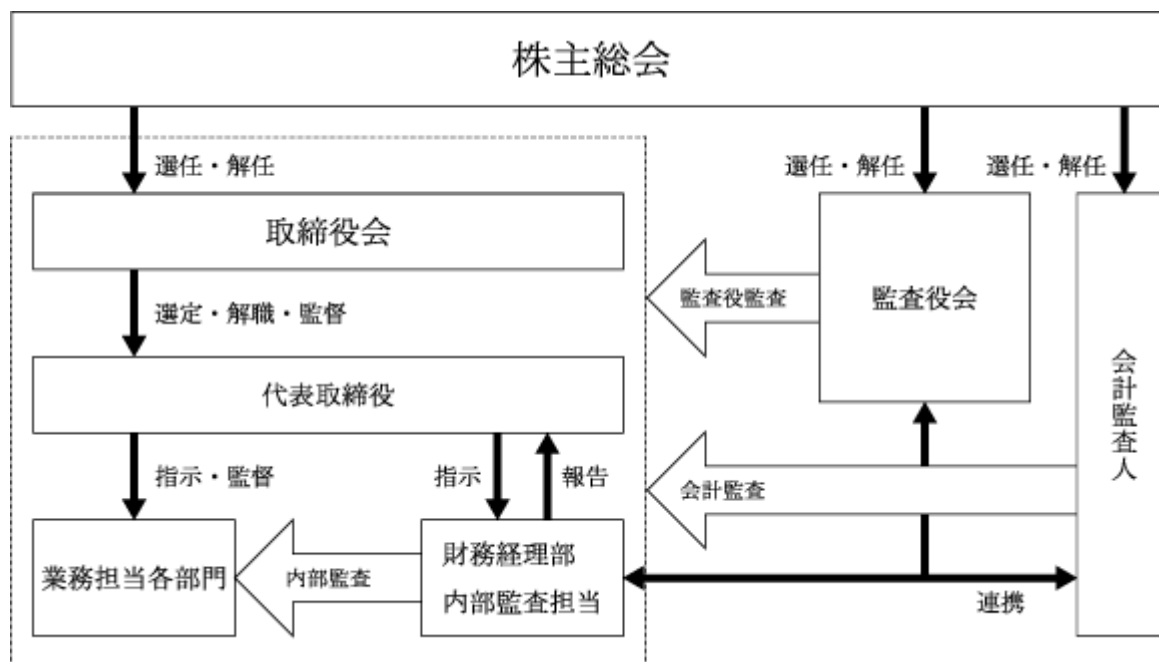 株主総会
選任・解任
選任・解任
選任・解任
取締役会
監査役監査
監査役会
選定・解職・監督
代表取締役
会計監査人
指示・監督
指示
報告
会計監査
業務担当各部門
内部監査
財務経理部
内部監査担当
連携